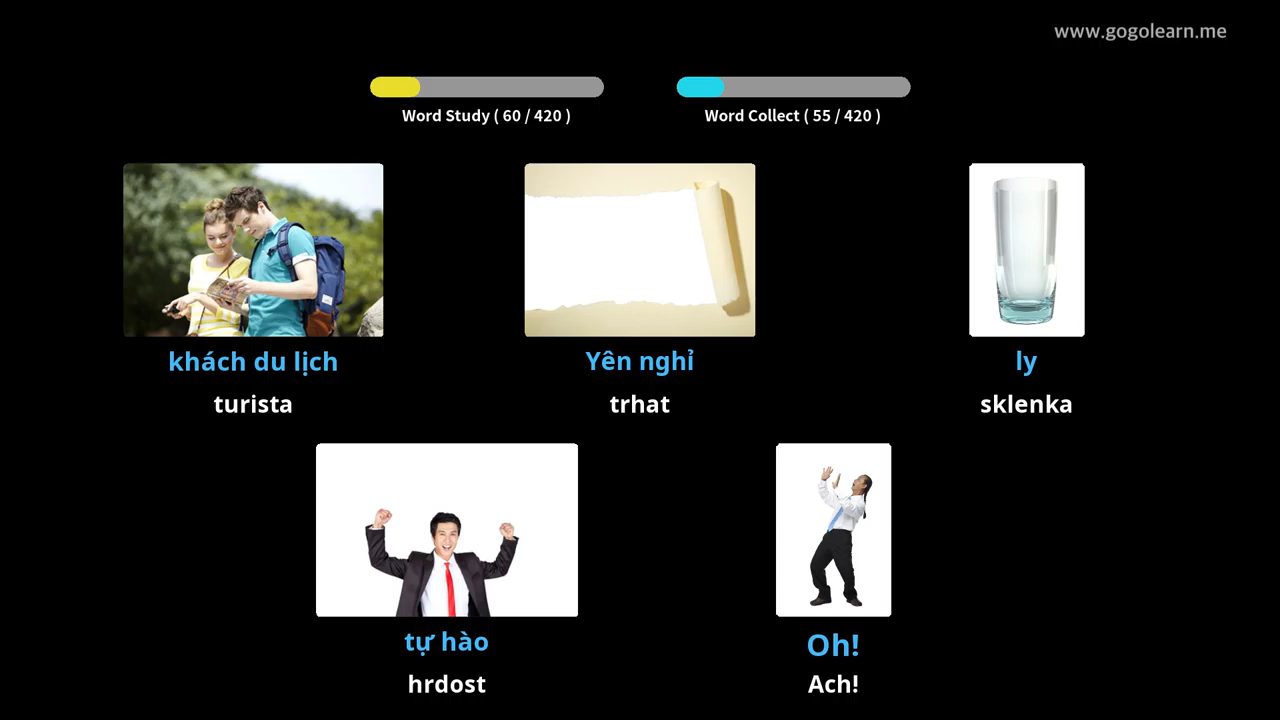 www.gogolearn.me
Word Study ( 60 / 420 )
Word Collect ( 55 / 420 )
khách du lịch
turista
Yên nghỉ
trhat
ly
sklenka
tự hào
hrdost
Oh!
Ach!